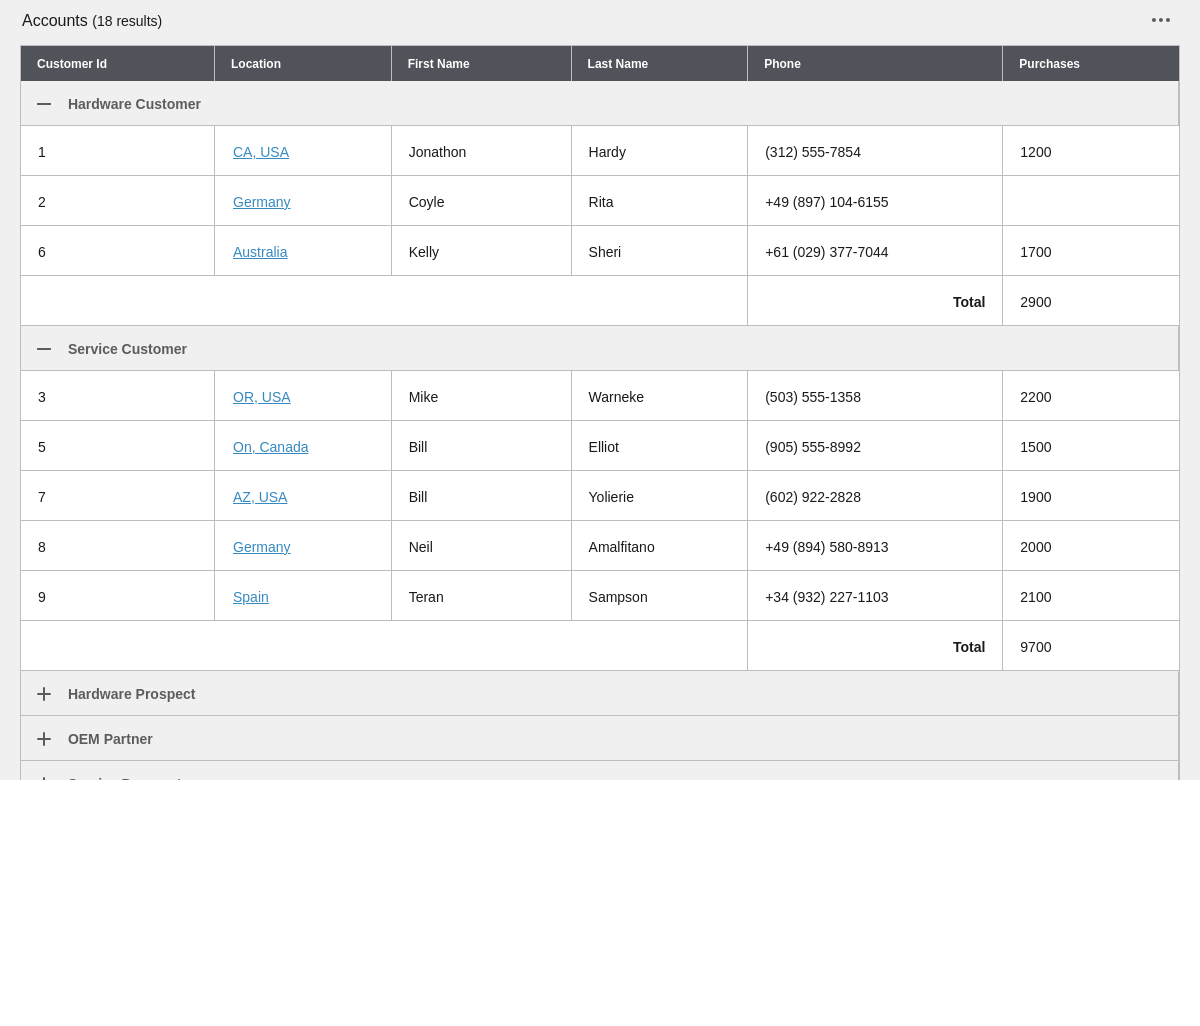 Accounts (18 results)
Customer Id Location First Name Last Name Phone Purchases
Hardware Customer
1 CA, USA Jonathon Hardy (312) 555-7854 1200
2 Germany Coyle Rita +49 (897) 104-6155
6 Australia Kelly Sheri +61 (029) 377-7044 1700
Total 2900
Service Customer
3 OR, USA Mike Warneke (503) 555-1358 2200
5 On, Canada Bill Elliot (905) 555-8992 1500
7 AZ, USA Bill Yolierie (602) 922-2828 1900
8 Germany Neil Amalfitano +49 (894) 580-8913 2000
9 Spain Teran Sampson +34 (932) 227-1103 2100
Total 9700
Hardware Prospect
OEM Partner